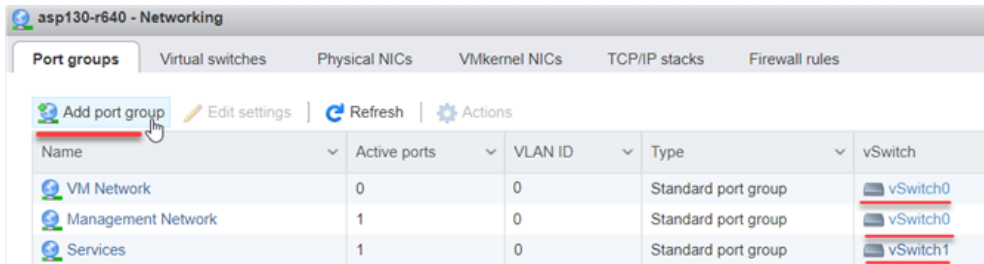 asp130-r640 - Networking
Port groups Virtual switches Physical NICs VMkernel NICs TCP/IP stacks Firewall rules
Add port group Edit settings Refresh Actions
Name Active ports VLAN ID Type vSwitch
VM Network 0 0 Standard port group vSwitch0
Management Network 1 0 Standard port group vSwitch0
Services 1 0 Standard port group vSwitch1